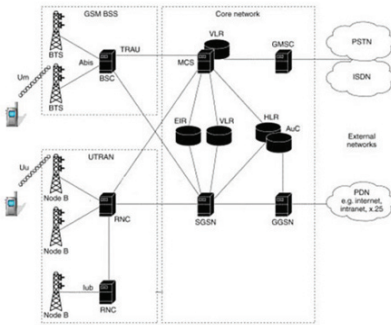 GSM BSS
Core network
VLR
BTS
TRAU
Abis
BSC
MCS
GMSC
PSTN
Um
BTS
ISDN
EIR
VLR
HLR
AuC
External
networks
UTRAN
Uu
Node B
RNC
SGSN
GGSN
PDN
e.g. internet,
intranet, x.25
Node B
Iub
Node B
RNC